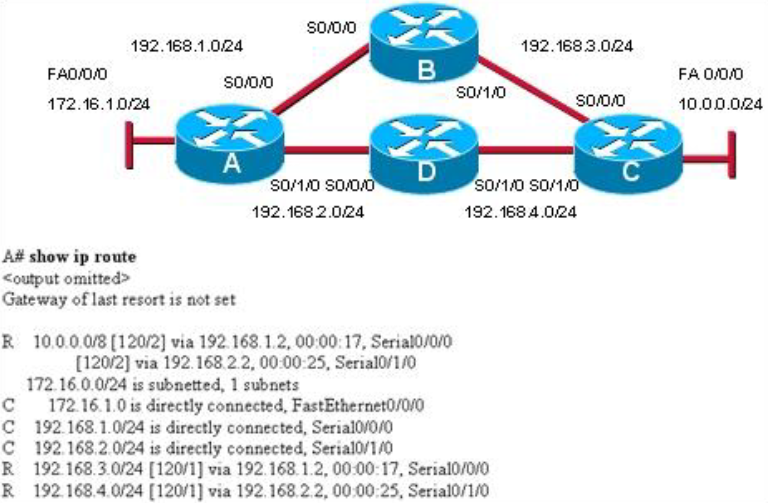 S0/0/0
192.168.1.0/24
192.168.3.0/24
B
FA0/0/0
FA 0/0/0
S0/0/0
S0/1/0
S0/0/0
172.16.1.0/24
10.0.0.0/24
A
D
C
S0/1/0 S0/0/0
S0/1/0 S0/1/0
192.168.2.0/24
192.168.4.0/24
A# show ip route
<output omitted>
Gateway of last resort is not set
R 10.0.0.0/8 [120/2] via 192.168.1.2, 00:00:17, Serial0/0/0
[120/2] via 192.168.2.2, 00:00:25, Serial0/1/0
172.16.0.0/24 is subnetted, 1 subnets
C 172.16.1.0 is directly connected, FastEthernet0/0/0
C 192.168.1.0/24 is directly connected, Serial0/0/0
C 192.168.2.0/24 is directly connected, Serial0/1/0
R 192.168.3.0/24 [120/1] via 192.168.1.2, 00:00:17, Serial0/0/0
R 192.168.4.0/24 [120/1] via 192.168.2.2, 00:00:25, Serial0/1/0